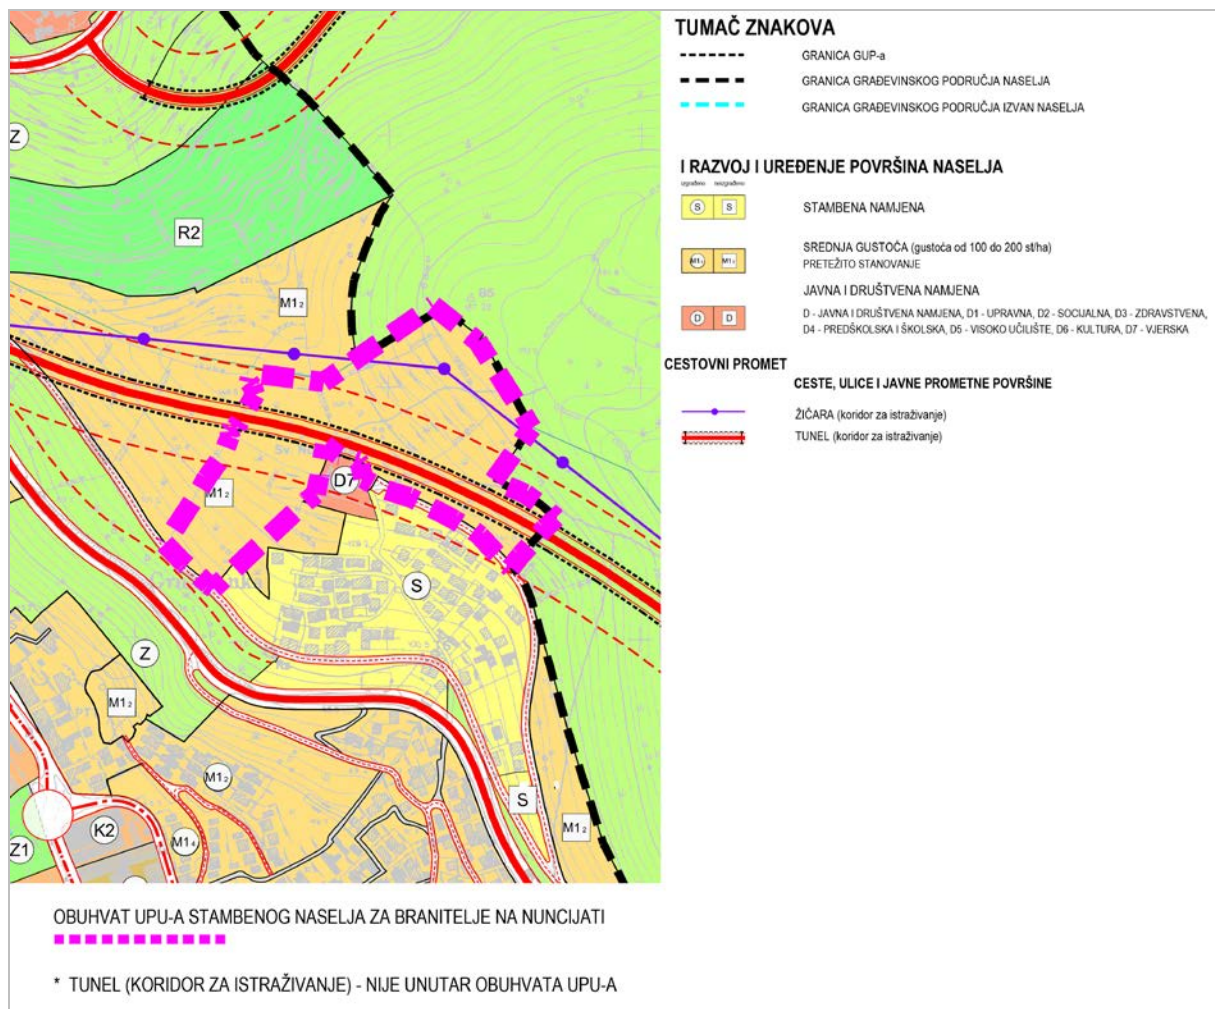 TUMAČ ZNAKOVA
GRANICA GUP-a
GRANICA GRAĐEVINSKOG PODRUČJA NASELJA
GRANICA GRAĐEVINSKOG PODRUČJA IZVAN NASELJA
I RAZVOJ I UREĐENJE POVRŠINA NASELJA
izgrađeno neizgrađeno
S S
STAMBENA NAMJENA
SREDNJA GUSTOĆA (gustoća od 100 do 200 st/ha)
PRETEŽITO STANOVANJE
JAVNA I DRUŠTVENA NAMJENA
D D
D - JAVNA I DRUŠTVENA NAMJENA, D1 - UPRAVNA, D2 - SOCIJALNA, D3 - ZDRAVSTVENA,
D4 - PREDŠKOLSKA I ŠKOLSKA, D5 - VISOKO UČILIŠTE, D6 - KULTURA, D7 - VJERSKA
CESTOVNI PROMET
CESTE, ULICE I JAVNE PROMETNE POVRŠINE
ŽIČARA (koridor za istraživanje)
TUNEL (koridor za istraživanje)
Z
R2
M1₂
D7
M1₂
S
Z
M1₂
M1₂
S
M1₂
K2
M1₄
Z1
OBUHVAT UPU-A STAMBENOG NASELJA ZA BRANITELJE NA NUNCIJATI
* TUNEL (KORIDOR ZA ISTRAŽIVANJE) - NIJE UNUTAR OBUHVATA UPU-A